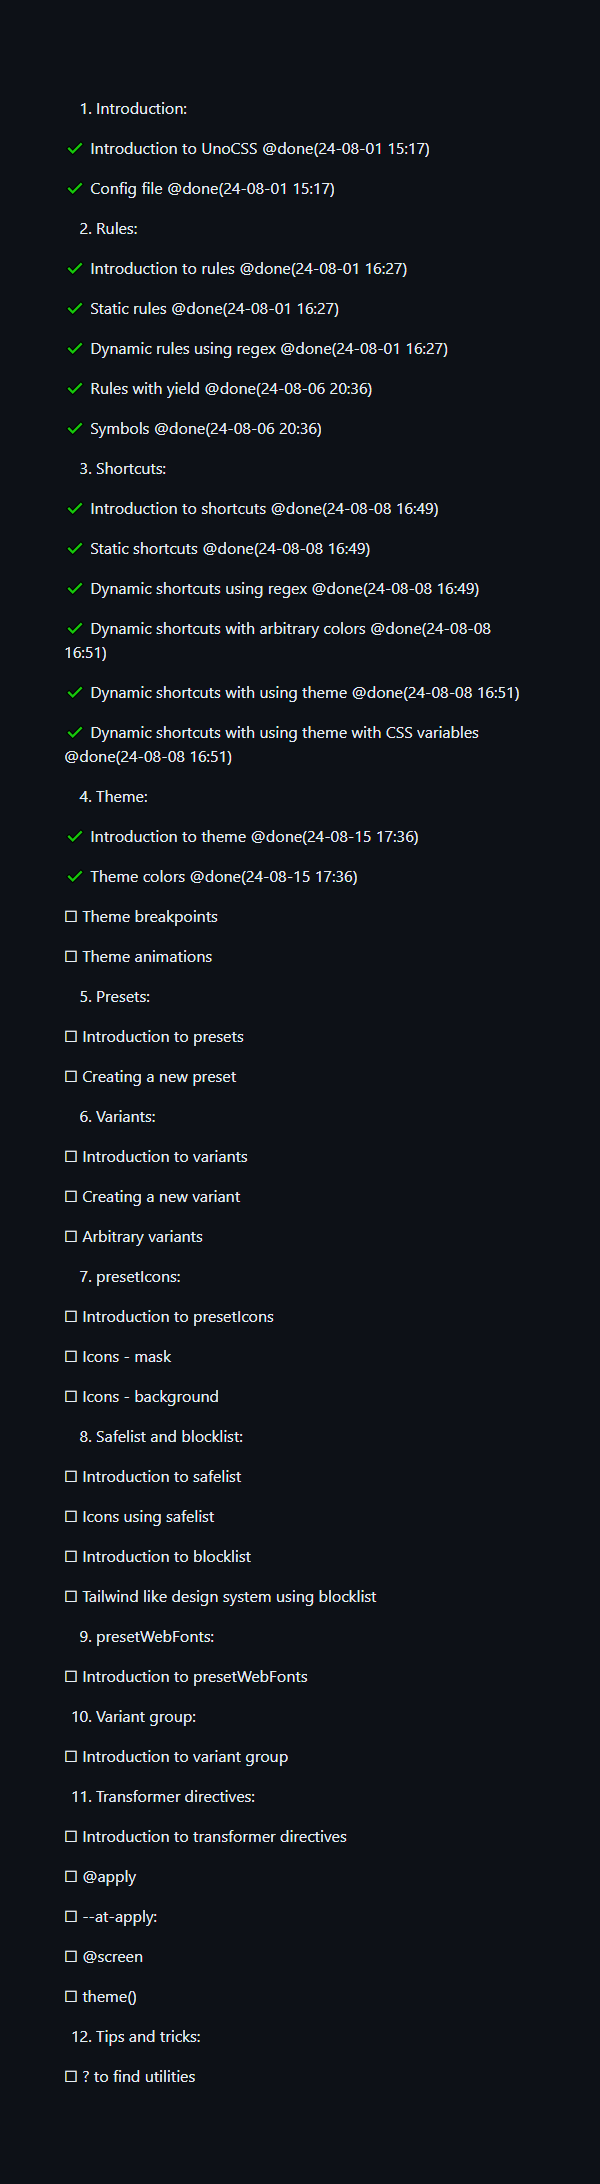 1. Introduction:
✓ Introduction to UnoCSS @done(24-08-01 15:17)
✓ Config file @done(24-08-01 15:17)
2. Rules:
✓ Introduction to rules @done(24-08-01 16:27)
✓ Static rules @done(24-08-01 16:27)
✓ Dynamic rules using regex @done(24-08-01 16:27)
✓ Rules with yield @done(24-08-06 20:36)
✓ Symbols @done(24-08-06 20:36)
3. Shortcuts:
✓ Introduction to shortcuts @done(24-08-08 16:49)
✓ Static shortcuts @done(24-08-08 16:49)
✓ Dynamic shortcuts using regex @done(24-08-08 16:49)
✓ Dynamic shortcuts with arbitrary colors @done(24-08-08
16:51)
✓ Dynamic shortcuts with using theme @done(24-08-08 16:51)
✓ Dynamic shortcuts with using theme with CSS variables
@done(24-08-08 16:51)
4. Theme:
✓ Introduction to theme @done(24-08-15 17:36)
✓ Theme colors @done(24-08-15 17:36)
☐ Theme breakpoints
☐ Theme animations
5. Presets:
☐ Introduction to presets
☐ Creating a new preset
6. Variants:
☐ Introduction to variants
☐ Creating a new variant
☐ Arbitrary variants
7. presetIcons:
☐ Introduction to presetIcons
☐ Icons - mask
☐ Icons - background
8. Safelist and blocklist:
☐ Introduction to safelist
☐ Icons using safelist
☐ Introduction to blocklist
☐ Tailwind like design system using blocklist
9. presetWebFonts:
☐ Introduction to presetWebFonts
10. Variant group:
☐ Introduction to variant group
11. Transformer directives:
☐ Introduction to transformer directives
☐ @apply
☐ --at-apply:
☐ @screen
☐ theme()
12. Tips and tricks:
☐ ? to find utilities